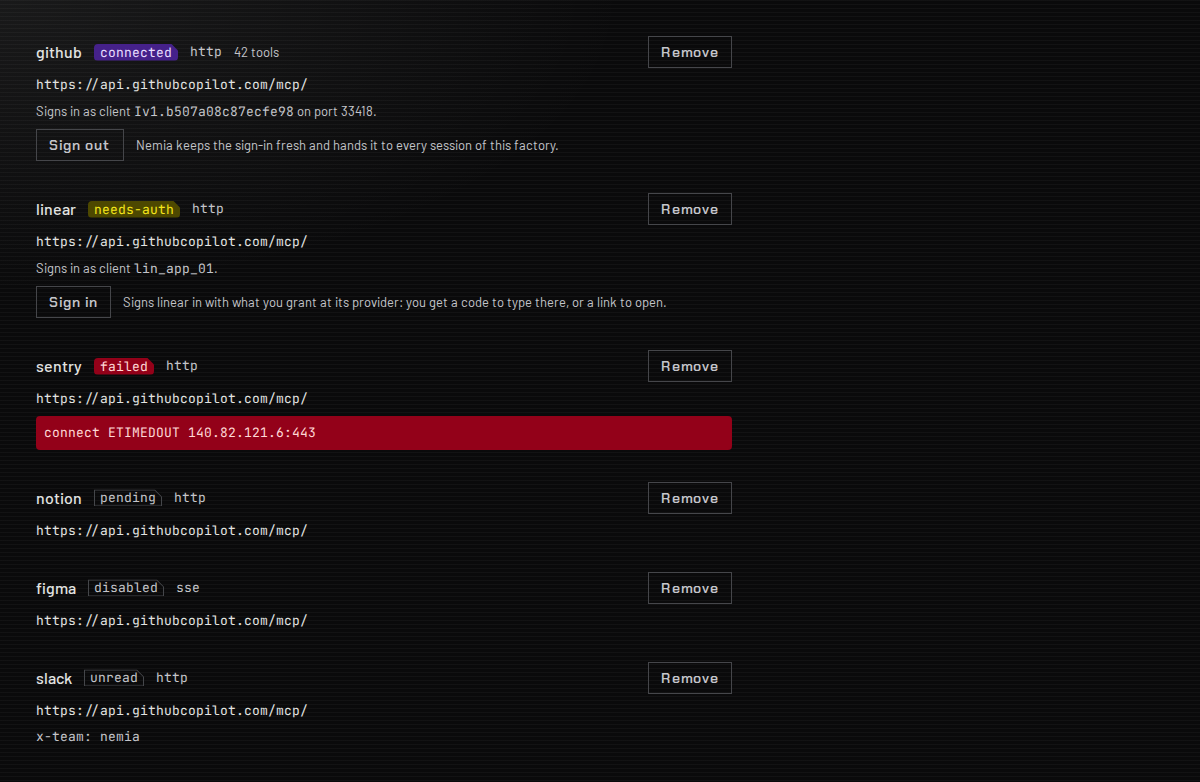 github connected http 42 tools Remove
https://api.githubcopilot.com/mcp/
Signs in as client Iv1.b507a08c87ecfe98 on port 33418.
Sign out Nemia keeps the sign-in fresh and hands it to every session of this factory.
linear needs-auth http Remove
https://api.githubcopilot.com/mcp/
Signs in as client lin_app_01.
Sign in Signs linear in with what you grant at its provider: you get a code to type there, or a link to open.
sentry failed http Remove
https://api.githubcopilot.com/mcp/
connect ETIMEDOUT 140.82.121.6:443
notion pending http Remove
https://api.githubcopilot.com/mcp/
figma disabled sse Remove
https://api.githubcopilot.com/mcp/
slack unread http Remove
https://api.githubcopilot.com/mcp/
x-team: nemia